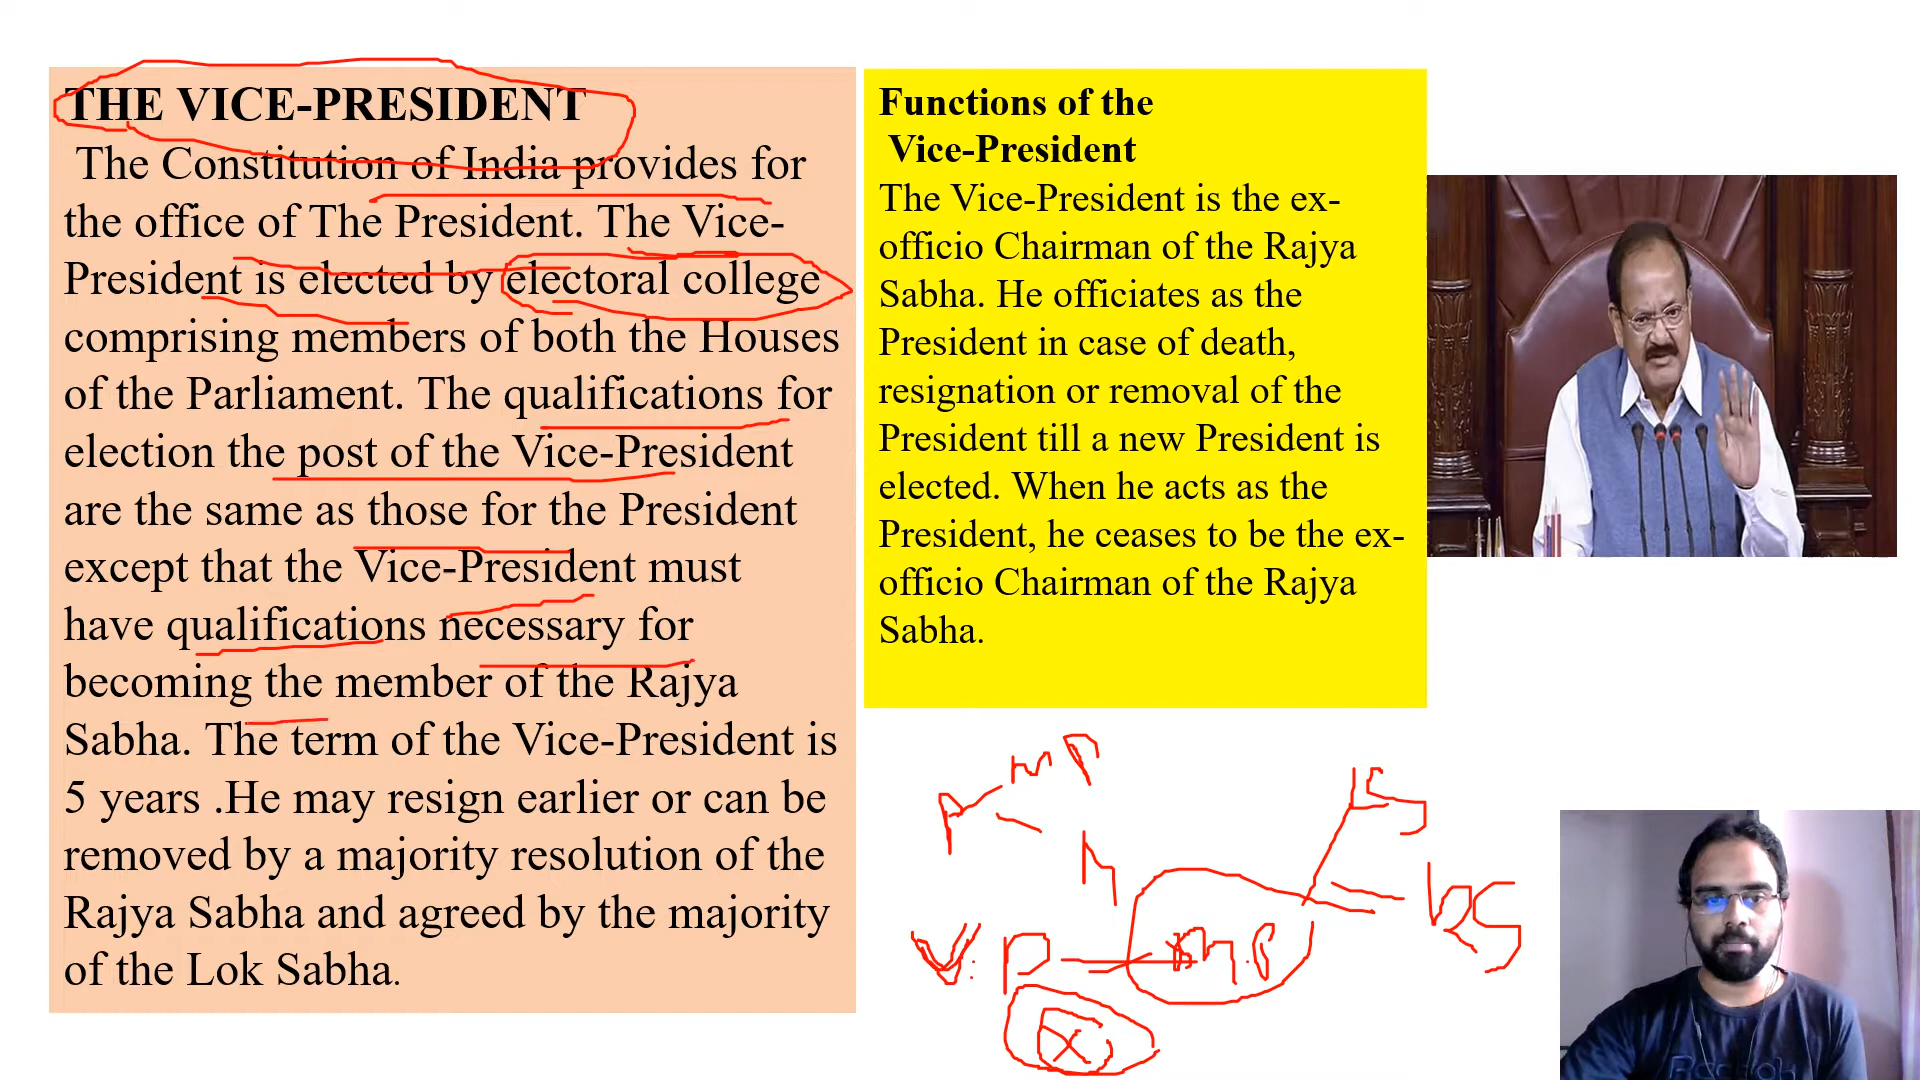 THE VICE-PRESIDENT
The Constitution of India provides for
the office of The President. The Vice-
President is elected by electoral college
comprising members of both the Houses
of the Parliament. The qualifications for
election the post of the Vice-President
are the same as those for the President
except that the Vice-President must
have qualifications necessary for
becoming the member of the Rajya
Sabha. The term of the Vice-President is
5 years .He may resign earlier or can be
removed by a majority resolution of the
Rajya Sabha and agreed by the majority
of the Lok Sabha.
Functions of the
Vice-President
The Vice-President is the ex-
officio Chairman of the Rajya
Sabha. He officiates as the
President in case of death,
resignation or removal of the
President till a new President is
elected. When he acts as the
President, he ceases to be the ex-
officio Chairman of the Rajya
Sabha.
P
MP
V.P
M.P